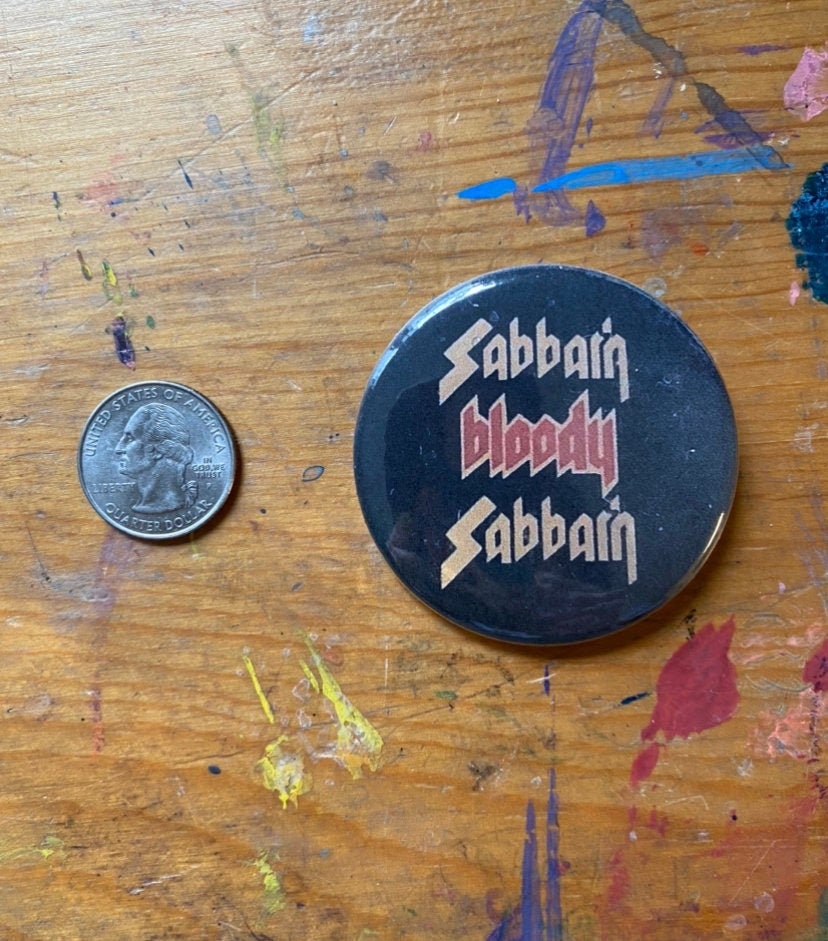 UNITED STATES OF AMERICA
LIBERTY
IN
GOD WE
TRUST
QUARTER DOLLAR
Sabbath
bloody
Sabbath